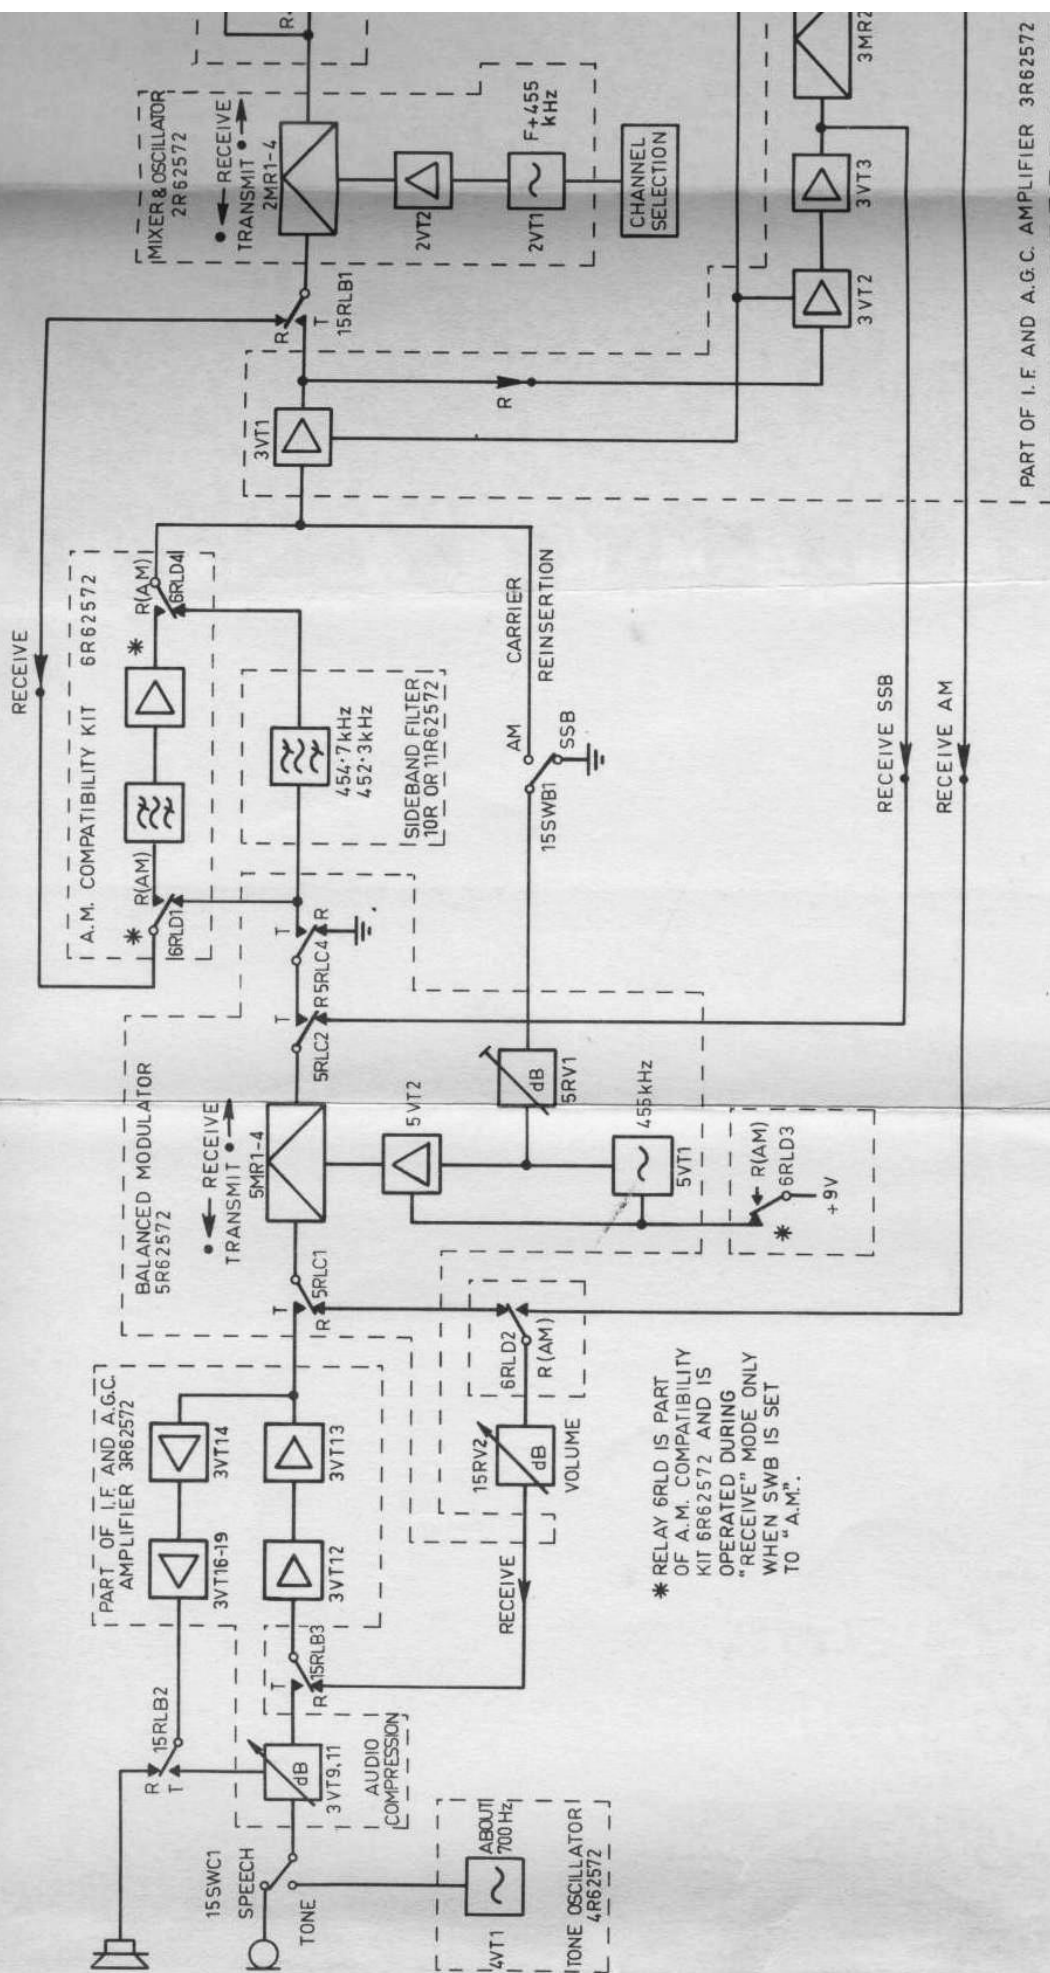 R
3MR2
PART OF I.F. AND A.G.C. AMPLIFIER 3R62572
MIXER & OSCILLATOR
2R62572
RECEIVE
TRANSMIT
2MR1-4
2VT2
F+455
kHz
2VT1
CHANNEL
SELECTION
3VT3
3VT2
15RLB1
R
T
3VT1
R
RECEIVE
A.M. COMPATIBILITY KIT 6R62572
R(AM)
6RLD4
*
R(AM)
*
6RLD1
454·7kHz
452·3kHz
SIDEBAND FILTER
10R OR 11R62572
CARRIER
REINSERTION
AM
SSB
15SWB1
RECEIVE SSB
RECEIVE AM
T
R
5RLC4
T
R
5RLC2
BALANCED MODULATOR
5R62572
RECEIVE
TRANSMIT
5MR1-4
5VT2
dB
5RV1
455kHz
5VT1
R(AM)
6RLD3
*
+9V
5RLC1
T
R
6RLD2
R(AM)
PART OF I.F. AND A.G.C.
AMPLIFIER 3R62572
3VT14
3VT13
3VT16-19
3VT12
15RV2
dB
VOLUME
RECEIVE
* RELAY 6RLD IS PART
OF A.M. COMPATIBILITY
KIT 6R62572 AND IS
OPERATED DURING
"RECEIVE" MODE ONLY
WHEN SWB IS SET
TO "A.M".
15RLB3
T
R
15RLB2
R
T
dB
3VT9,11
AUDIO
COMPRESSION
15SWC1
SPEECH
TONE
ABOUT
700Hz
4VT1
TONE OSCILLATOR
4R62572